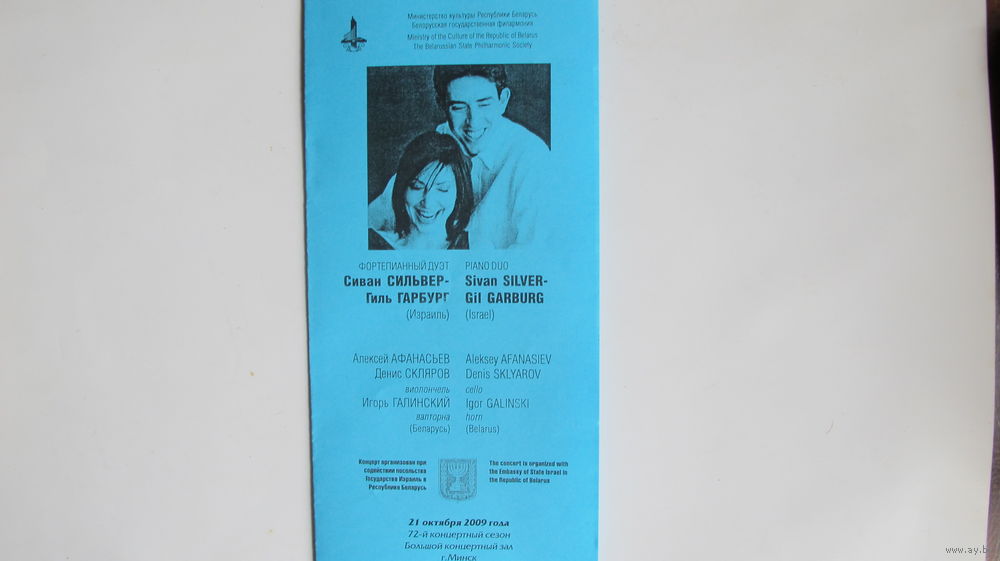 Министерство культуры Республики Беларусь
Белорусская государственная филармония
Ministry of the Culture of the Republic of Belarus
the Belarussian State Philharmonic Society
ФОРТЕПИАННЫЙ ДУЭТ
Сиван СИЛЬВЕР-
Гиль ГАРБУРГ
(Израиль)
PIANO DUO
Sivan SILVER-
Gil GARBURG
(Israel)
Алексей АФАНАСЬЕВ
Денис СКЛЯРОВ
виолончель
Игорь ГАЛИНСКИЙ
валторна
(Беларусь)
Aleksey AFANASIEV
Denis SKLYAROV
cello
Igor GALINSKI
horn
(Belarus)
Концерт организован при
содействии посольства
Государства Израиль в
Республике Беларусь
The concert is organized with
the Embassy of State Israel in
the Republic of Belarus
21 октября 2009 года
72-й концертный сезон
Большой концертный зал
г.Минск
www.ay.b